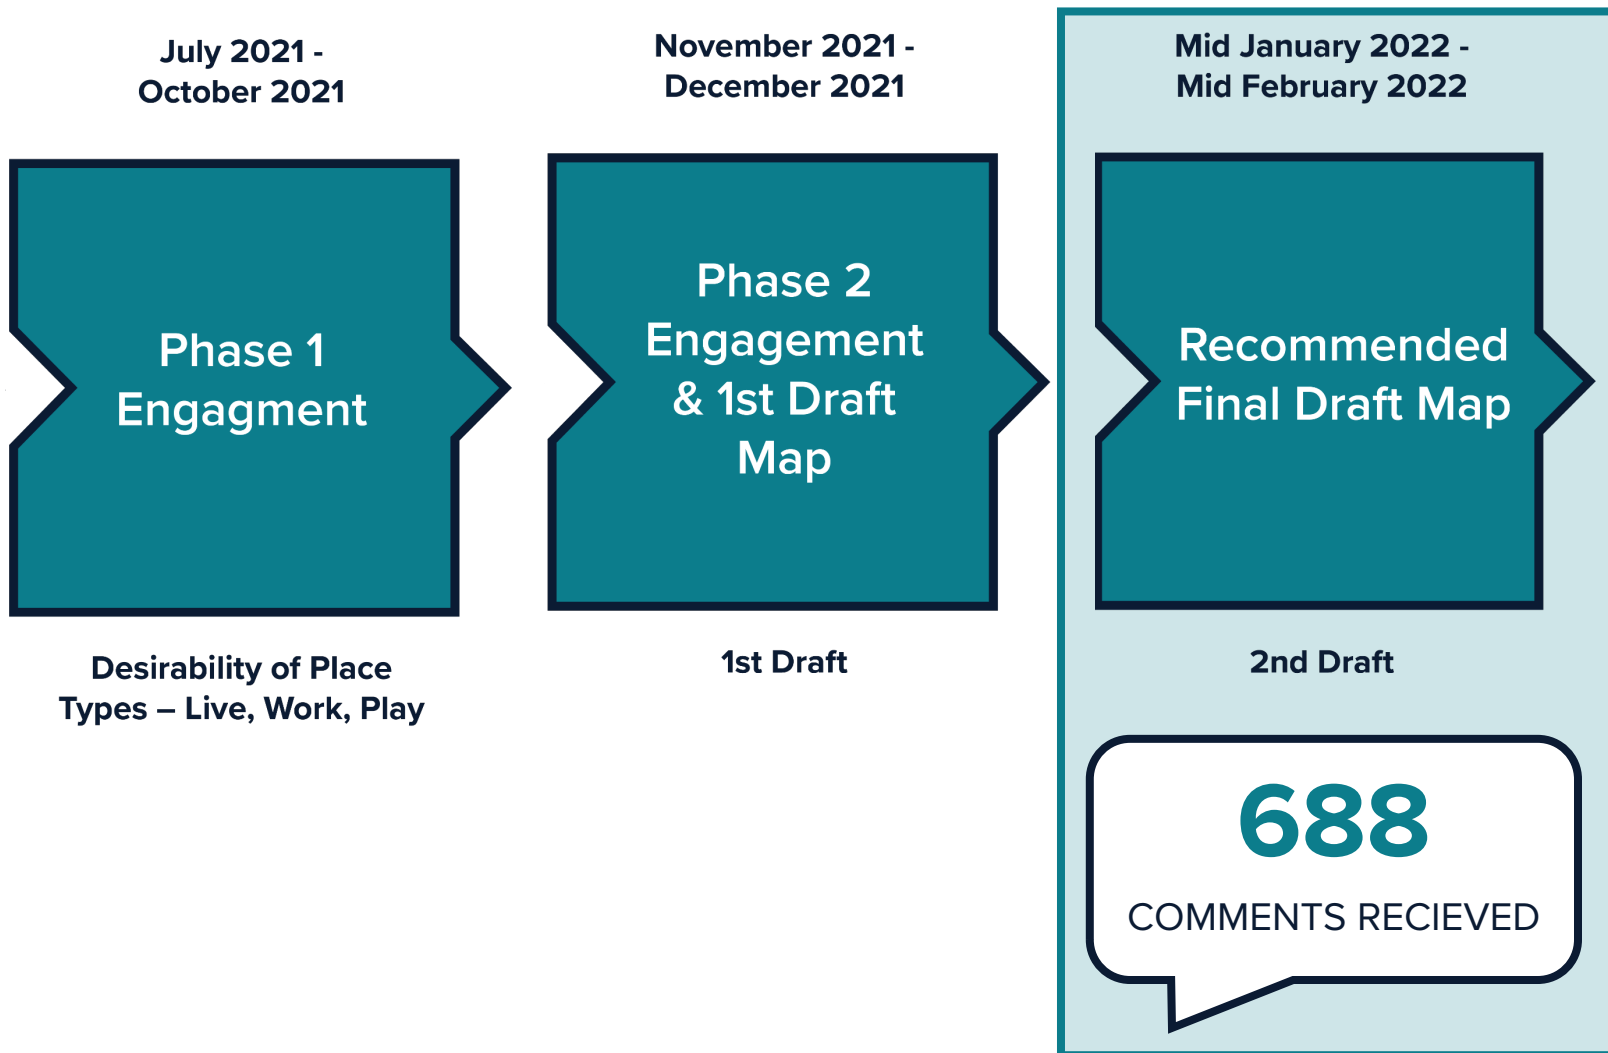 July 2021 -
October 2021
Phase 1
Engagment
Desirability of Place
Types – Live, Work, Play
November 2021 -
December 2021
Phase 2
Engagement
& 1st Draft
Map
1st Draft
Mid January 2022 -
Mid February 2022
Recommended
Final Draft Map
2nd Draft
688
COMMENTS RECIEVED